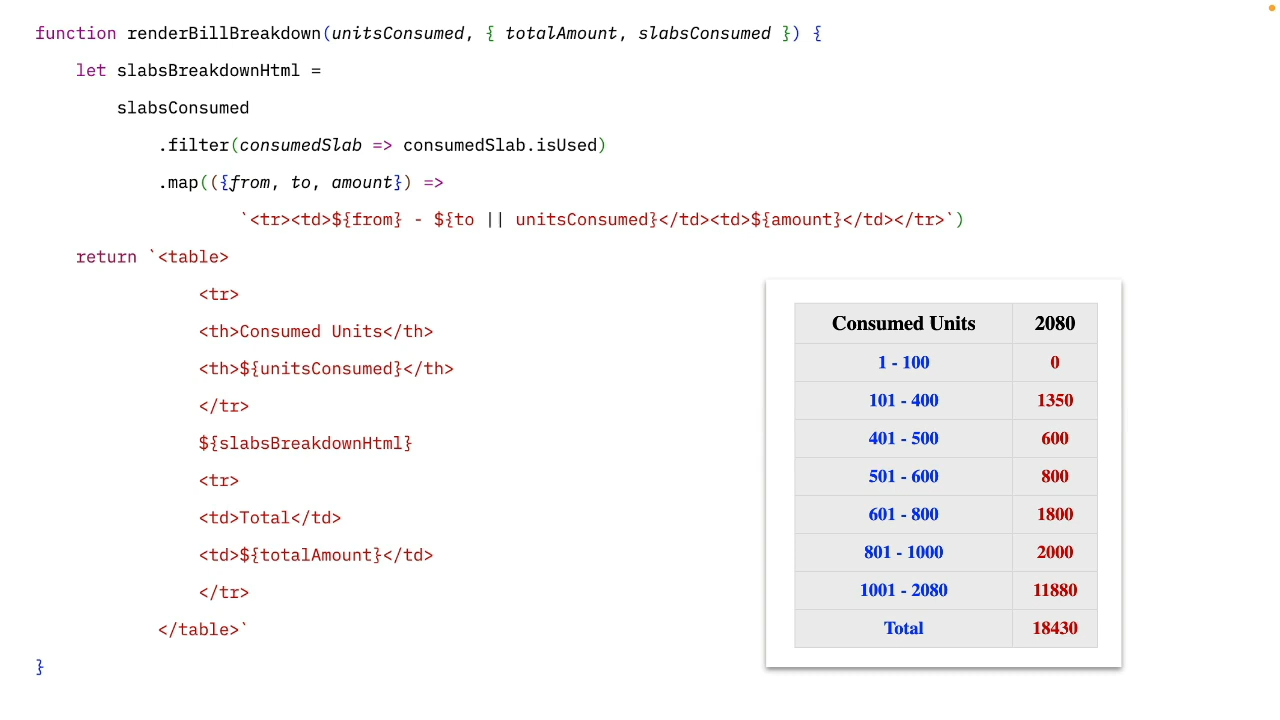 function renderBillBreakdown(unitsConsumed, { totalAmount, slabsConsumed }) {
let slabsBreakdownHtml =
slabsConsumed
.filter(consumedSlab => consumedSlab.isUsed)
.map(({from, to, amount}) =>
`<tr><td>${from} - ${to || unitsConsumed}</td><td>${amount}</td></tr>`)
return `<table>
<tr>
<th>Consumed Units</th>
<th>${unitsConsumed}</th>
</tr>
${slabsBreakdownHtml}
<tr>
<td>Total</td>
<td>${totalAmount}</td>
</tr>
</table>`
}
Consumed Units 2080
1 - 100 0
101 - 400 1350
401 - 500 600
501 - 600 800
601 - 800 1800
801 - 1000 2000
1001 - 2080 11880
Total 18430